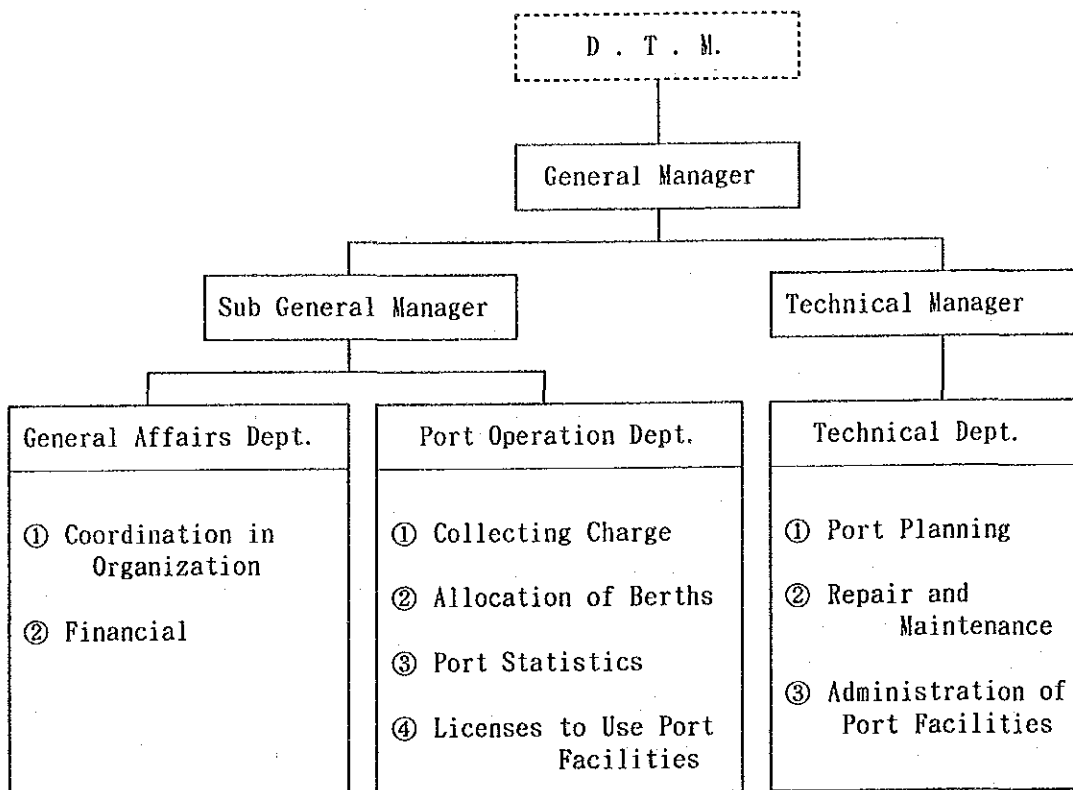 D . T . M.
General Manager
Sub General Manager
Technical Manager
General Affairs Dept.
① Coordination in
Organization
② Financial
Port Operation Dept.
① Collecting Charge
② Allocation of Berths
③ Port Statistics
④ Licenses to Use Port
Facilities
Technical Dept.
① Port Planning
② Repair and
Maintenance
③ Administration of
Port Facilities